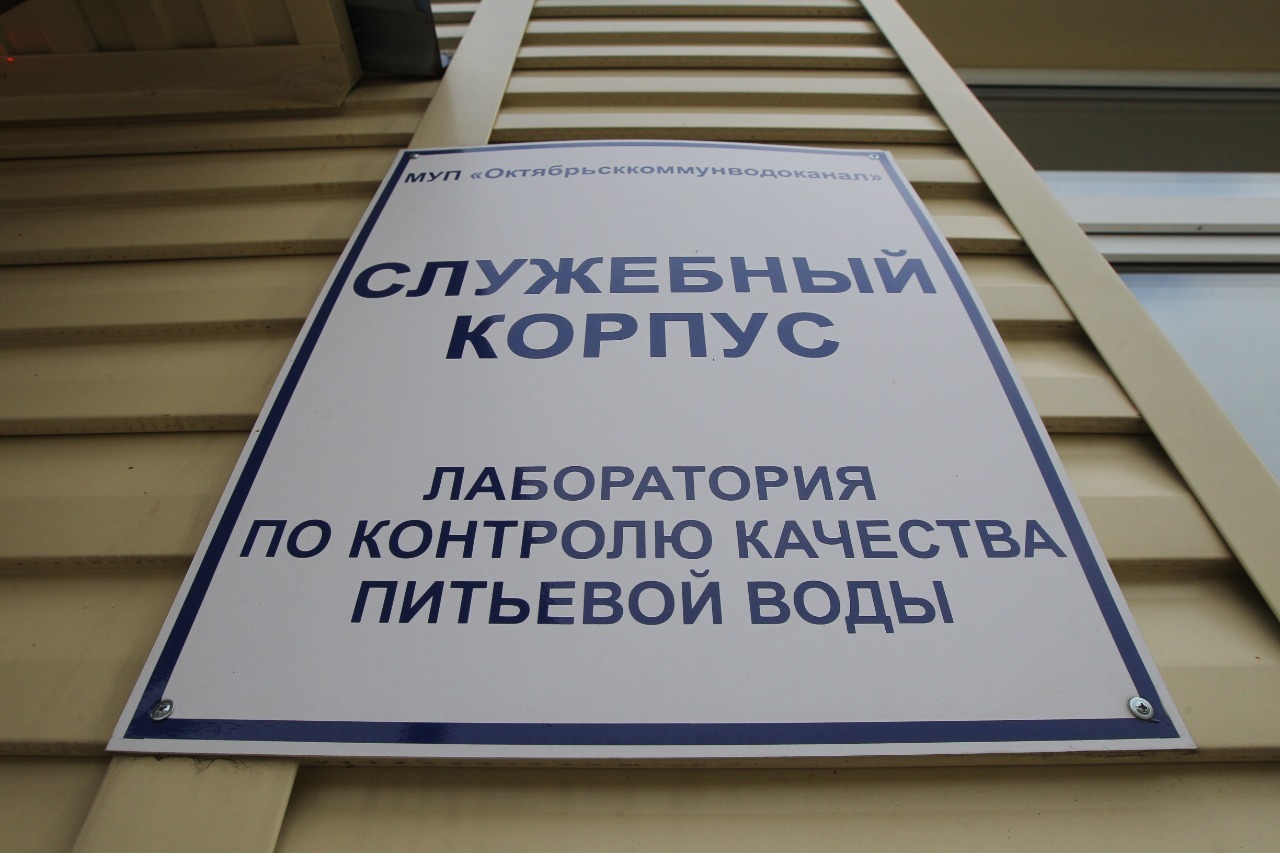 МУП «Октябрьсккоммунводоканал»
СЛУЖЕБНЫЙ
КОРПУС
ЛАБОРАТОРИЯ
ПО КОНТРОЛЮ КАЧЕСТВА
ПИТЬЕВОЙ ВОДЫ